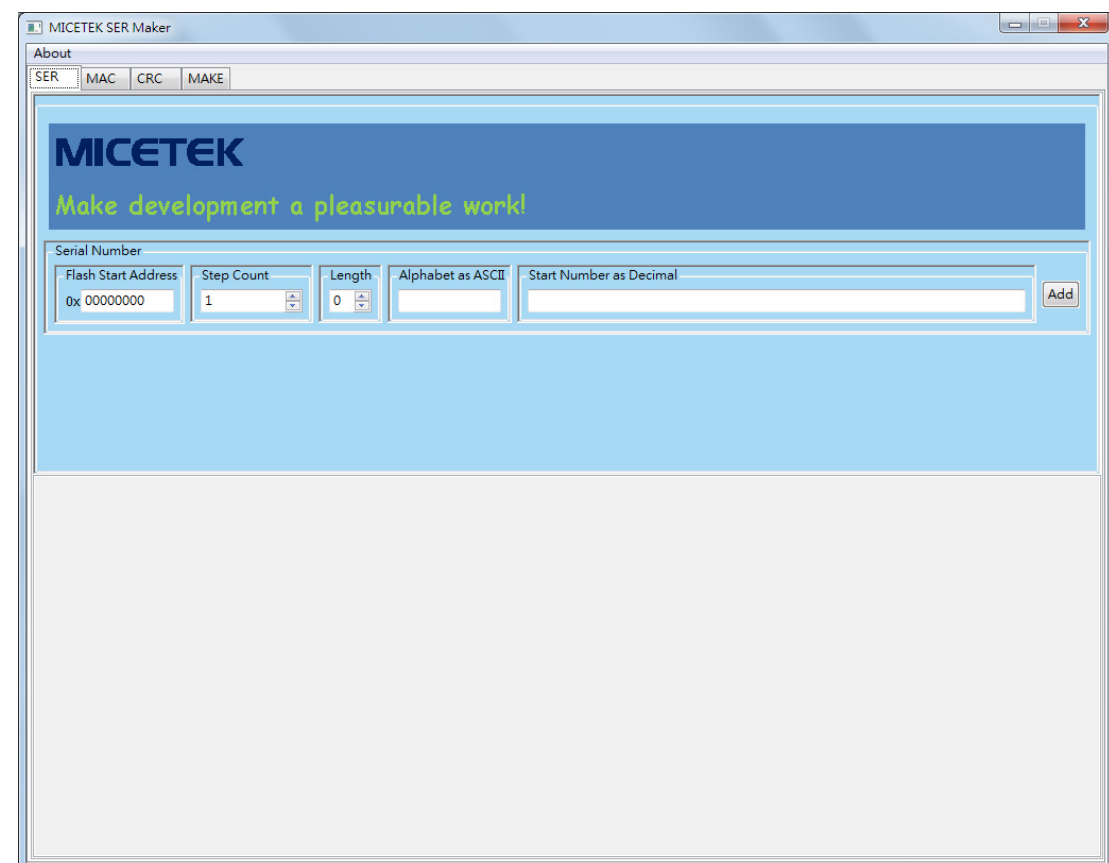 MICETEK SER Maker
About
SER MAC CRC MAKE
MICETEK
Make development a pleasurable work!
Serial Number
Flash Start Address Step Count Length Alphabet as ASCII Start Number as Decimal
0x 00000000 1 0 Add